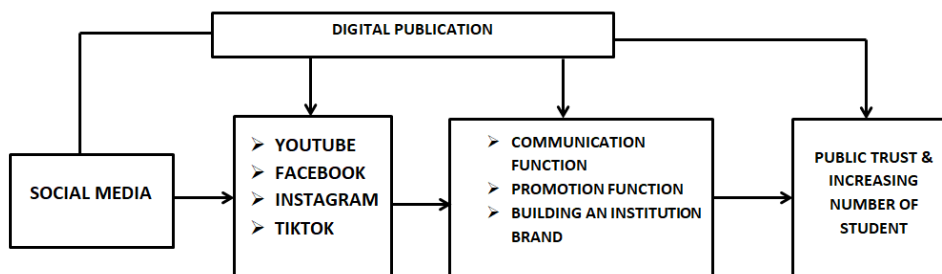 DIGITAL PUBLICATION
SOCIAL MEDIA
➢ YOUTUBE
➢ FACEBOOK
➢ INSTAGRAM
➢ TIKTOK
➢ COMMUNICATION
FUNCTION
➢ PROMOTION FUNCTION
➢ BUILDING AN INSTITUTION
BRAND
PUBLIC TRUST &
INCREASING
NUMBER OF
STUDENT